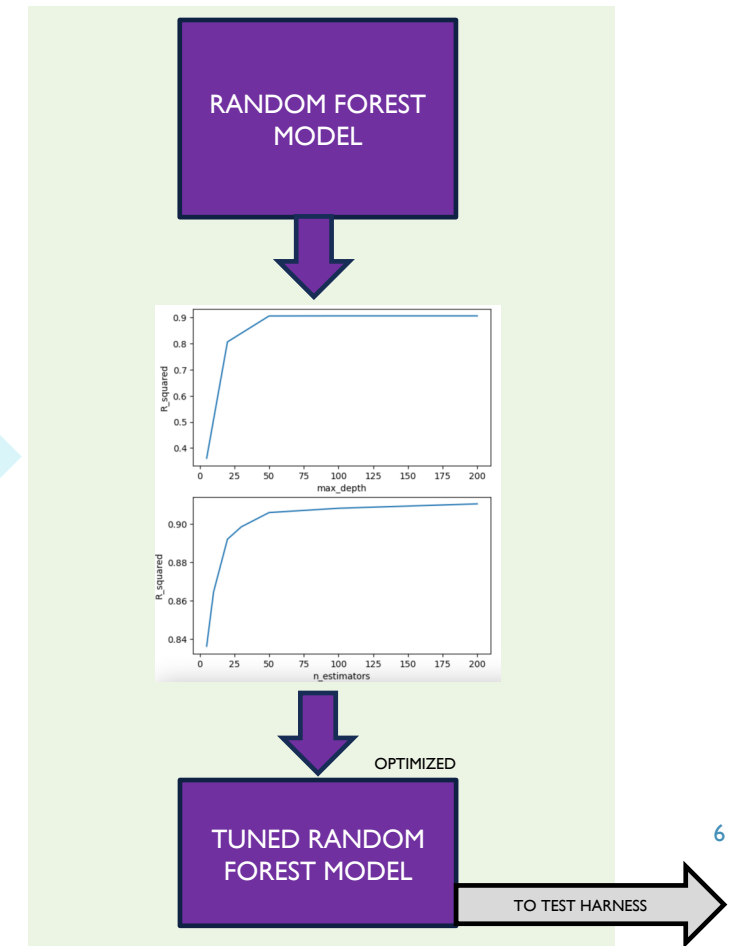 RANDOM FOREST
MODEL
0.9
0.8
0.7
0.6
0.5
0.4
R_squared
0 25 50 75 100 125 150 175 200
max_depth
0.90
0.88
0.86
0.84
R_squared
0 25 50 75 100 125 150 175 200
n_estimators
OPTIMIZED
TUNED RANDOM
FOREST MODEL
6
TO TEST HARNESS